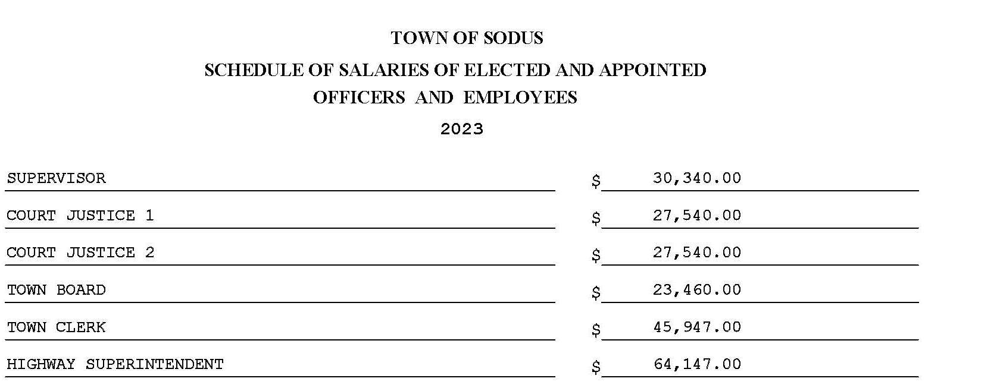 TOWN OF SODUS
SCHEDULE OF SALARIES OF ELECTED AND APPOINTED
OFFICERS AND EMPLOYEES
2023
SUPERVISOR $ 30,340.00
COURT JUSTICE 1 $ 27,540.00
COURT JUSTICE 2 $ 27,540.00
TOWN BOARD $ 23,460.00
TOWN CLERK $ 45,947.00
HIGHWAY SUPERINTENDENT $ 64,147.00